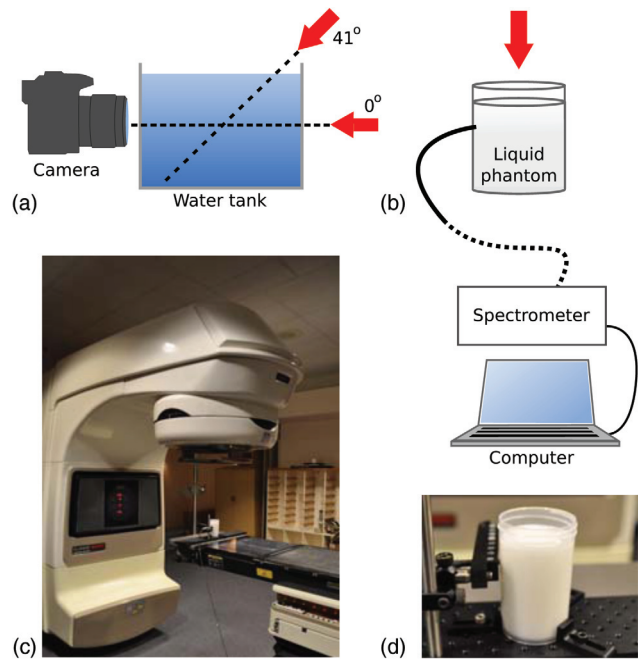 41°
0°
Camera
Water tank
(a)
Liquid
phantom
(b)
Spectrometer
Computer
(c)
(d)